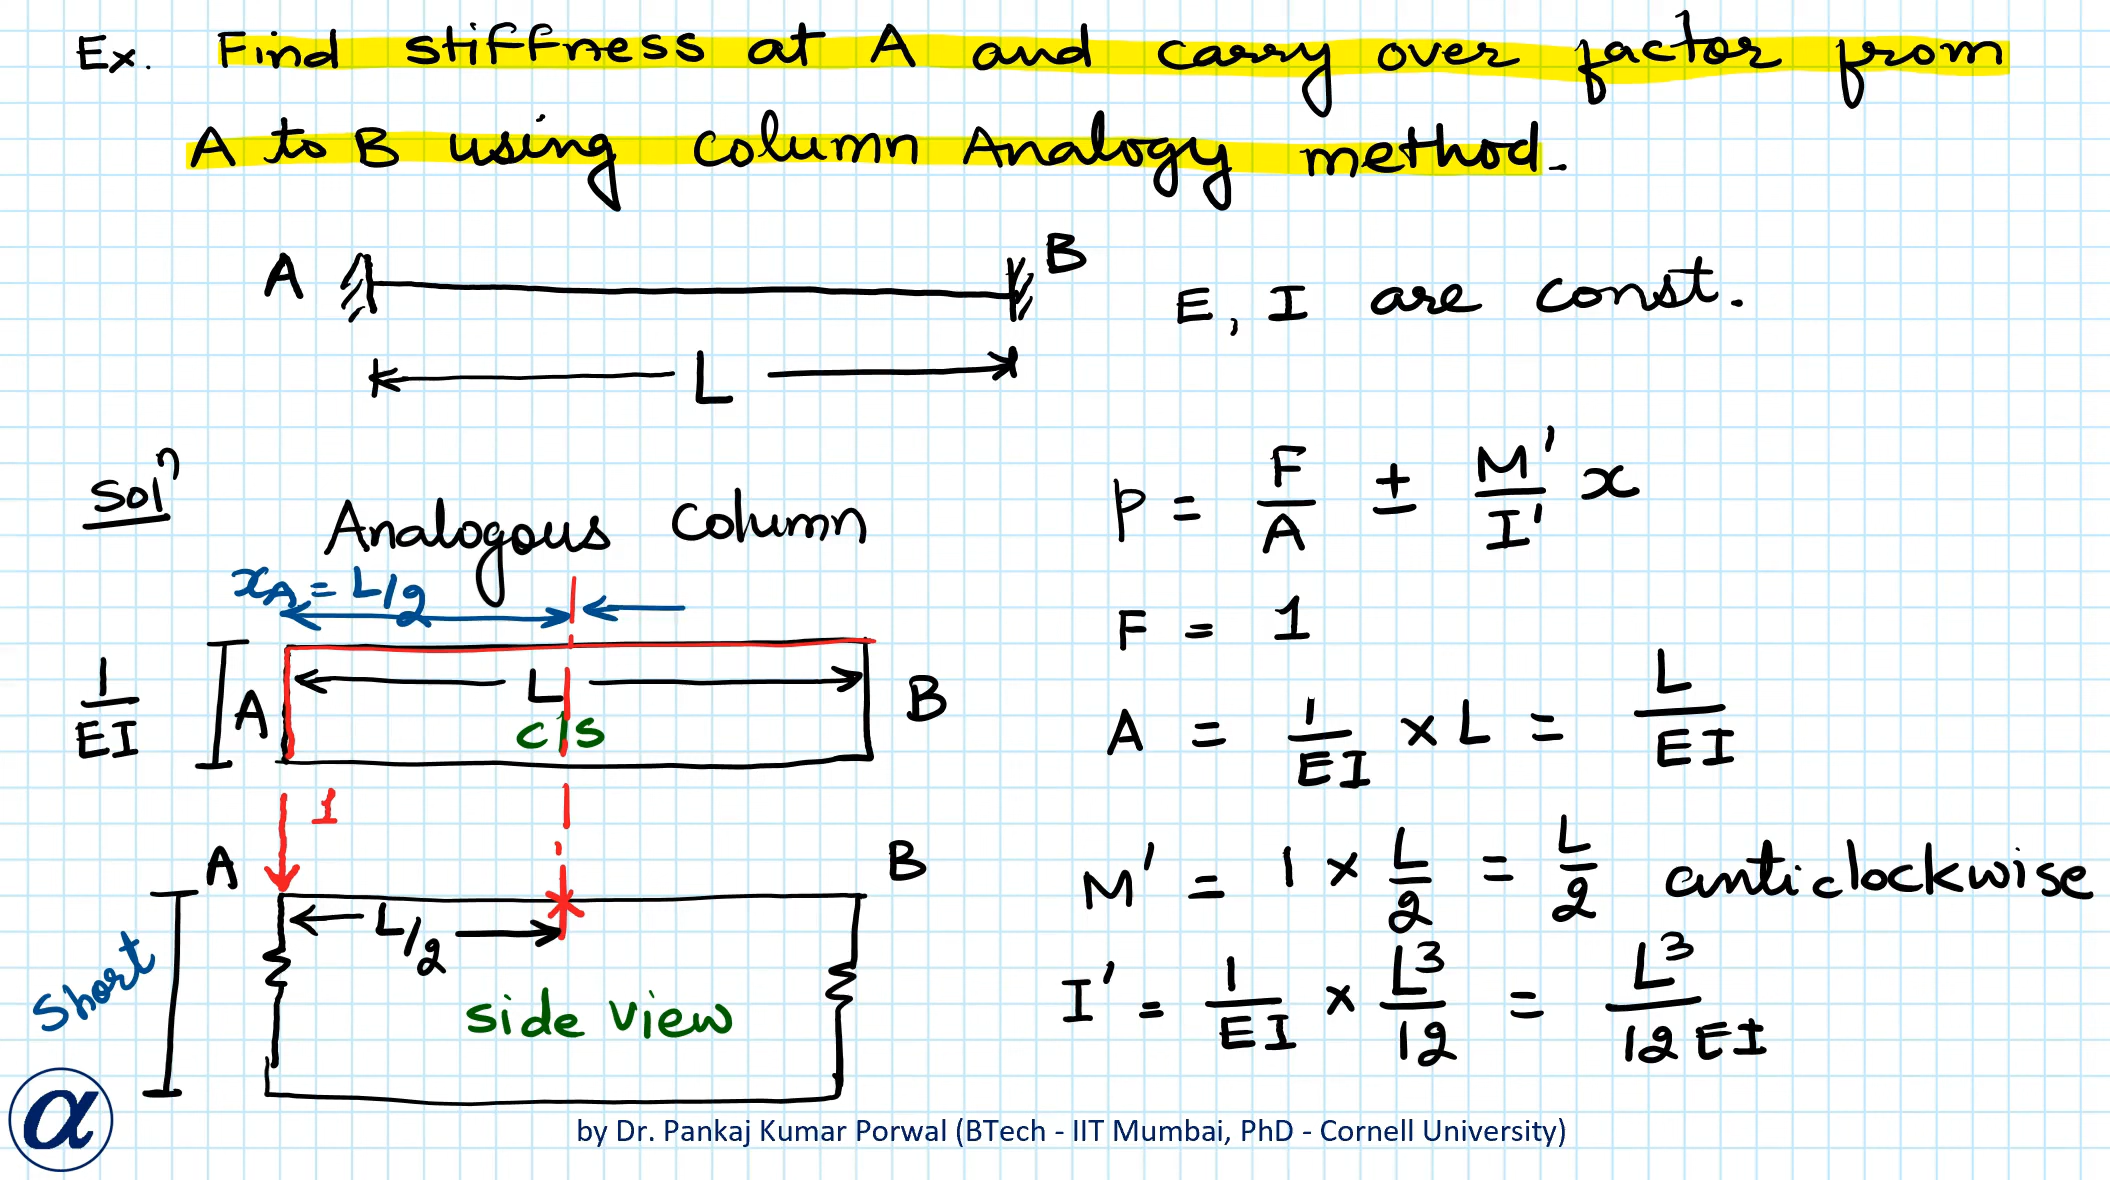 Ex. Find stiffness at A and carry over factor from
A to B using column Analogy method.
A B
E, I are const.
L
Solⁿ
Analogous column
p = F/A ± M'/I' x
x_A = L/2
F = 1
1/EI A L B
c/s
A = 1/EI × L = L/EI
1
A B
M' = 1 × L/2 = L/2 anticlockwise
L/2
Short
side view
I' = 1/EI × L³/12 = L³/12EI
α
by Dr. Pankaj Kumar Porwal (BTech - IIT Mumbai, PhD - Cornell University)